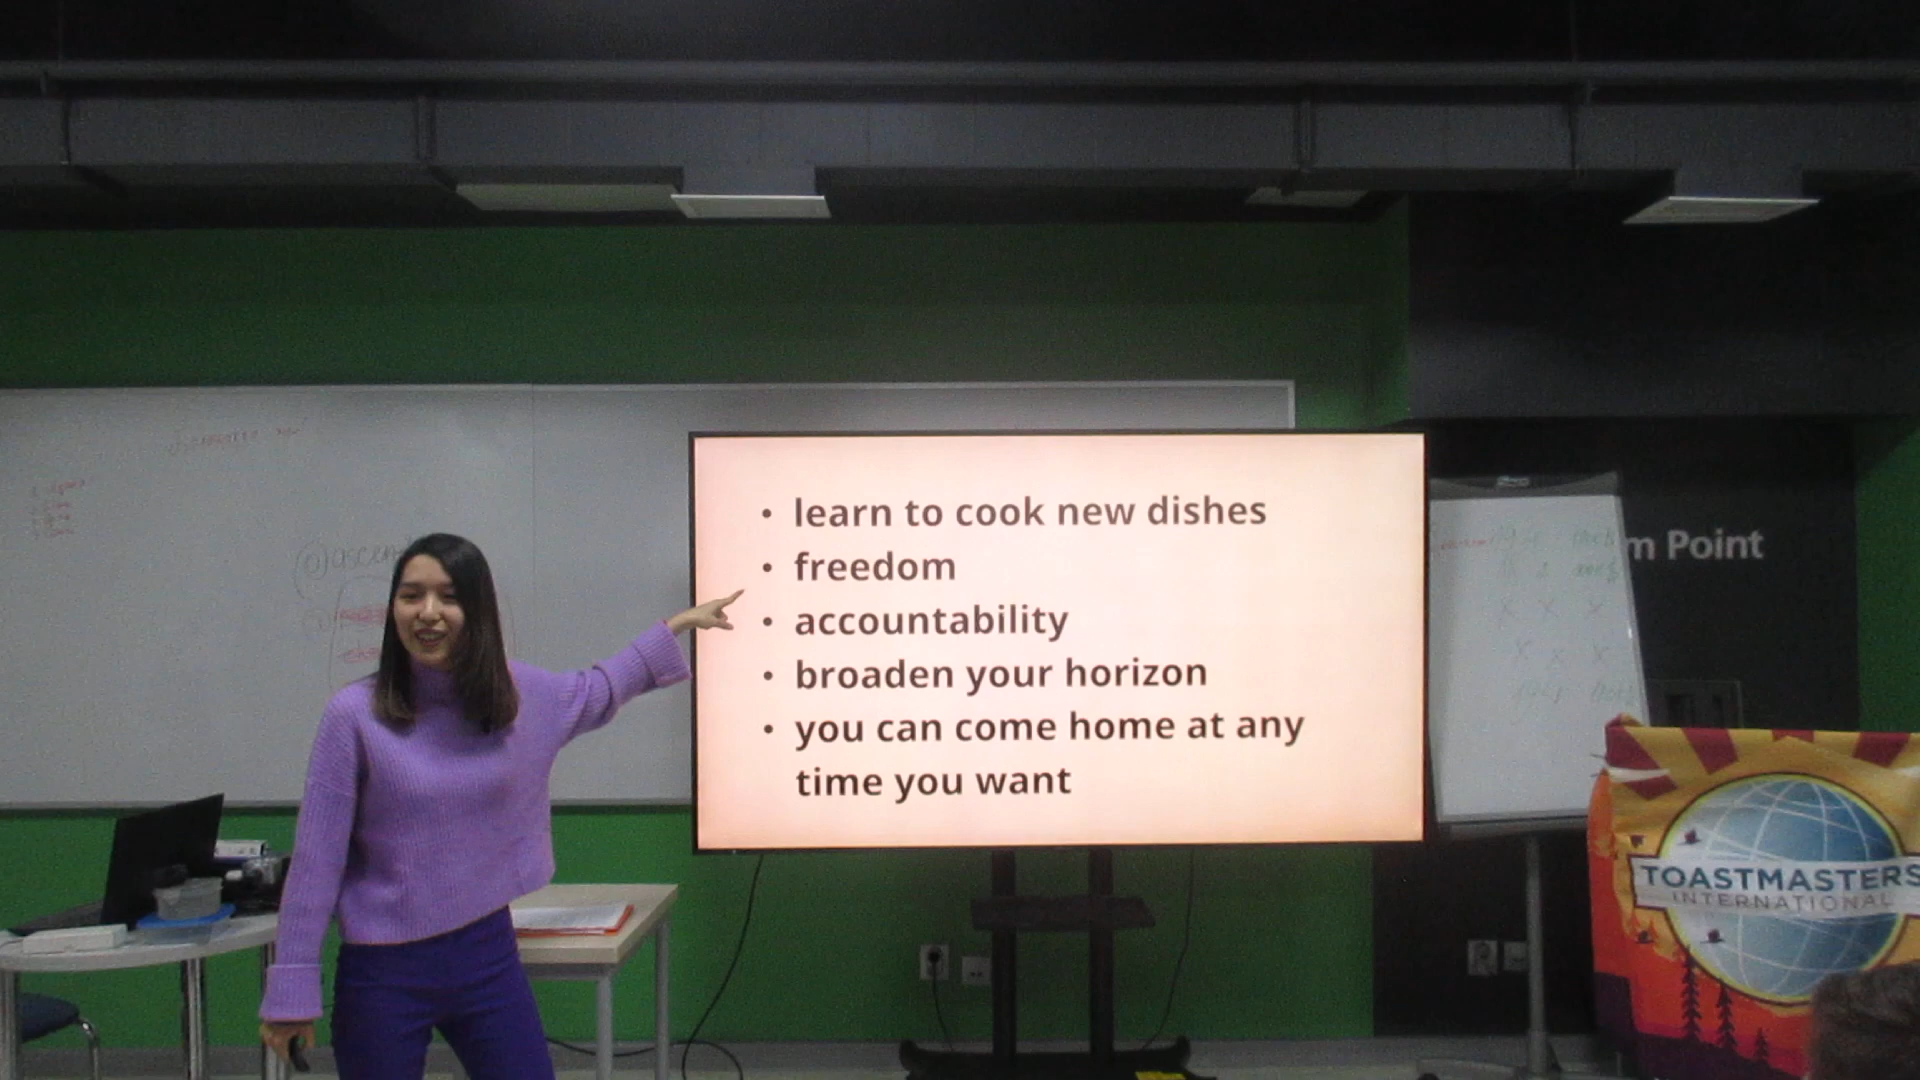 learn to cook new dishes
freedom
accountability
broaden your horizon
you can come home at any
time you want
m Point
TOASTMASTERS
INTERNATIONAL